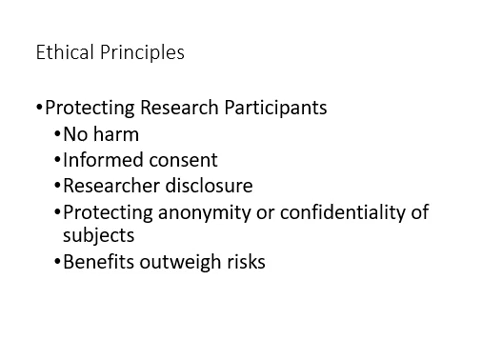 Ethical Principles
•Protecting Research Participants
•No harm
•Informed consent
•Researcher disclosure
•Protecting anonymity or confidentiality of
subjects
•Benefits outweigh risks